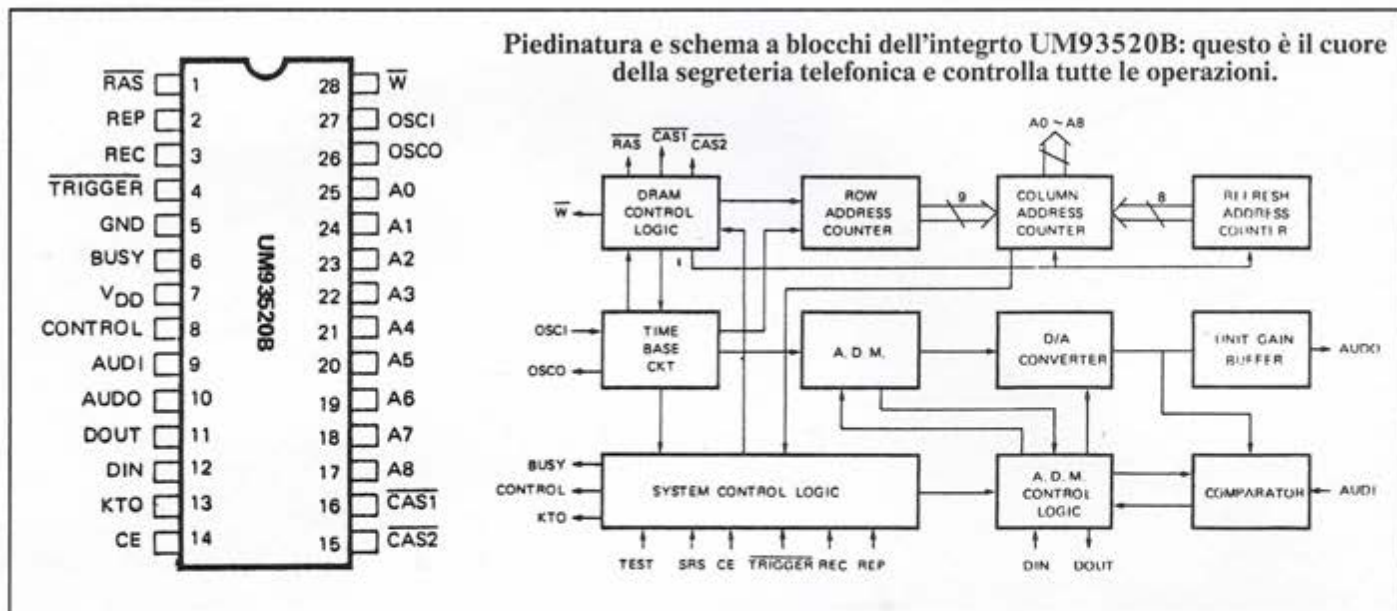 Piedinatura e schema a blocchi dell'integrto UM93520B: questo è il cuore
della segreteria telefonica e controlla tutte le operazioni.
RAS 1
REP 2
REC 3
TRIGGER 4
GND 5
BUSY 6
VDD 7
CONTROL 8
AUDI 9
AUDO 10
DOUT 11
DIN 12
KTO 13
CE 14
UM93520B
28 W
27 OSCI
26 OSCO
25 A0
24 A1
23 A2
22 A3
21 A4
20 A5
19 A6
18 A7
17 A8
16 CAS1
15 CAS2
RAS CAS1 CAS2
A0 ~ A8
W
DRAM
CONTROL
LOGIC
ROW
ADDRESS
COUNTER
9
COLUMN
ADDRESS
COUNTER
8
REFRESH
ADDRESS
COUNTER
OSCI
OSCO
TIME
BASE
CKT
A. D. M.
D/A
CONVERTER
UNIT GAIN
BUFFER
AUDO
BUSY
CONTROL
KTO
SYSTEM CONTROL LOGIC
A. D. M.
CONTROL
LOGIC
COMPARATOR
AUDI
TEST SRS CE TRIGGER REC REP
DIN DOUT